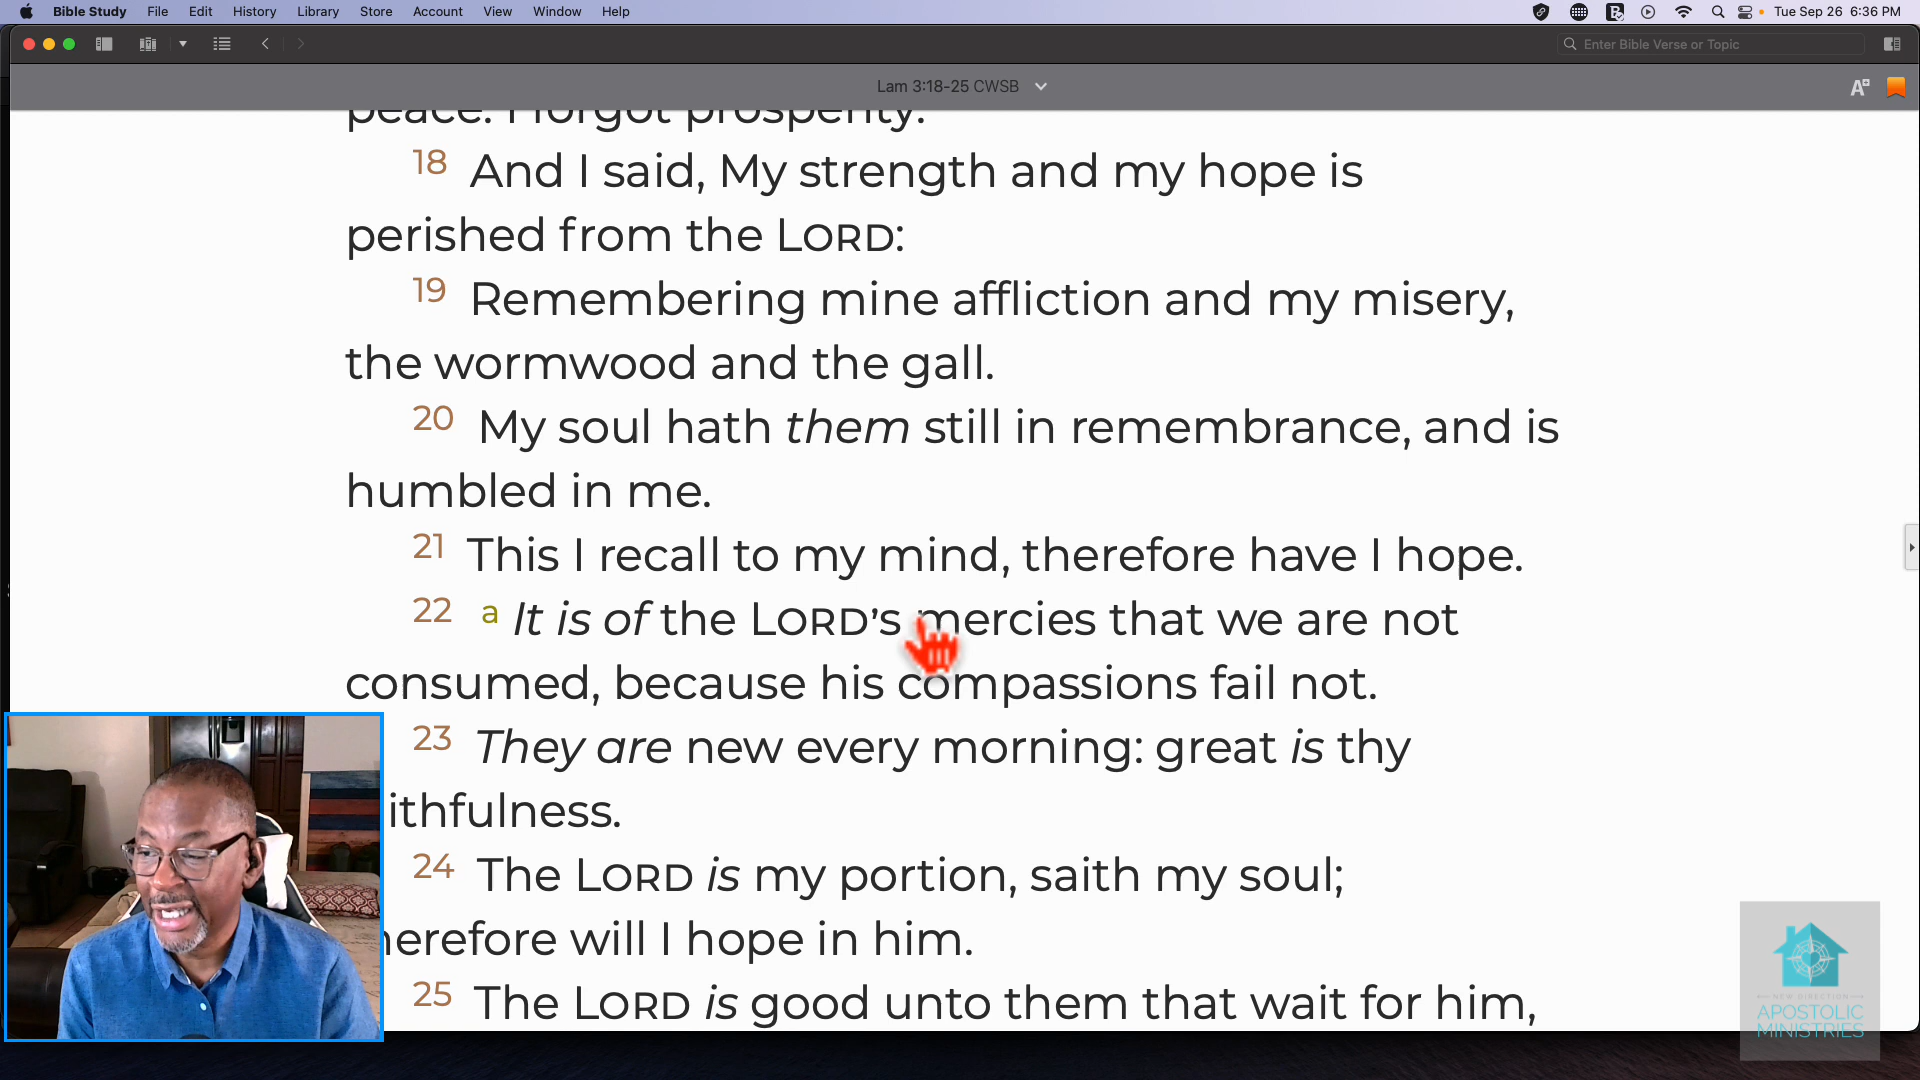 Bible Study File Edit History Library Store Account View Window Help Tue Sep 26 6:36 PM
Enter Bible Verse or Topic
Lam 3:18-25 CWSB
peace: I forgot prosperity.
18 And I said, My strength and my hope is
perished from the LORD:
19 Remembering mine affliction and my misery,
the wormwood and the gall.
20 My soul hath them still in remembrance, and is
humbled in me.
21 This I recall to my mind, therefore have I hope.
22 a It is of the LORD's mercies that we are not
consumed, because his compassions fail not.
23 They are new every morning: great is thy
ithfulness.
24 The LORD is my portion, saith my soul;
herefore will I hope in him.
25 The LORD is good unto them that wait for him,
NEW DIRECTION
APOSTOLIC
MINISTRIES